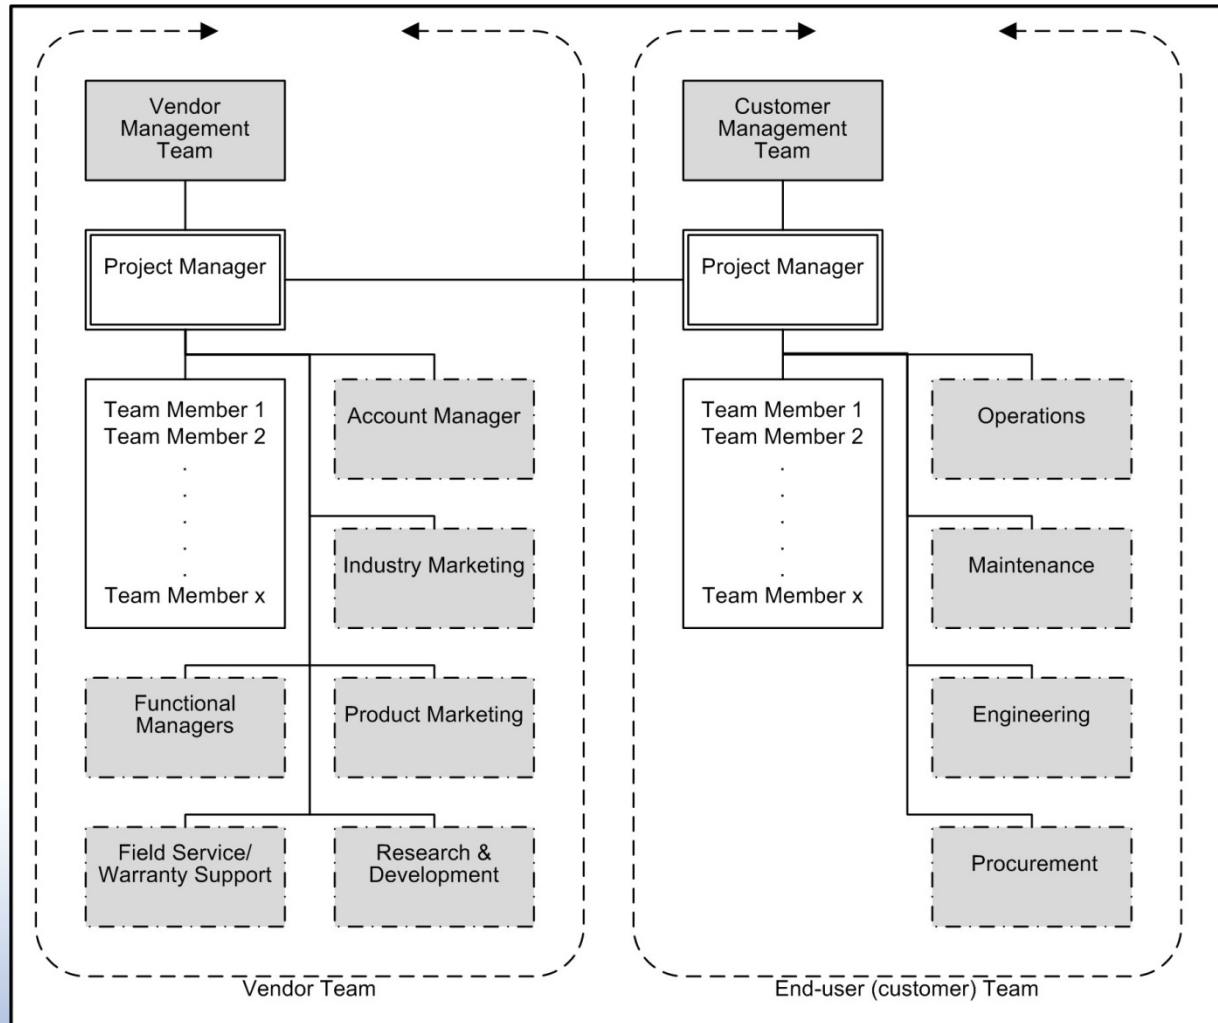 Vendor
Management
Team
Project Manager
Team Member 1
Team Member 2
.
.
.
.
.
Team Member x
Account Manager
Industry Marketing
Functional
Managers
Product Marketing
Field Service/
Warranty Support
Research &
Development
Vendor Team
Customer
Management
Team
Project Manager
Team Member 1
Team Member 2
.
.
.
.
.
Team Member x
Operations
Maintenance
Engineering
Procurement
End-user (customer) Team